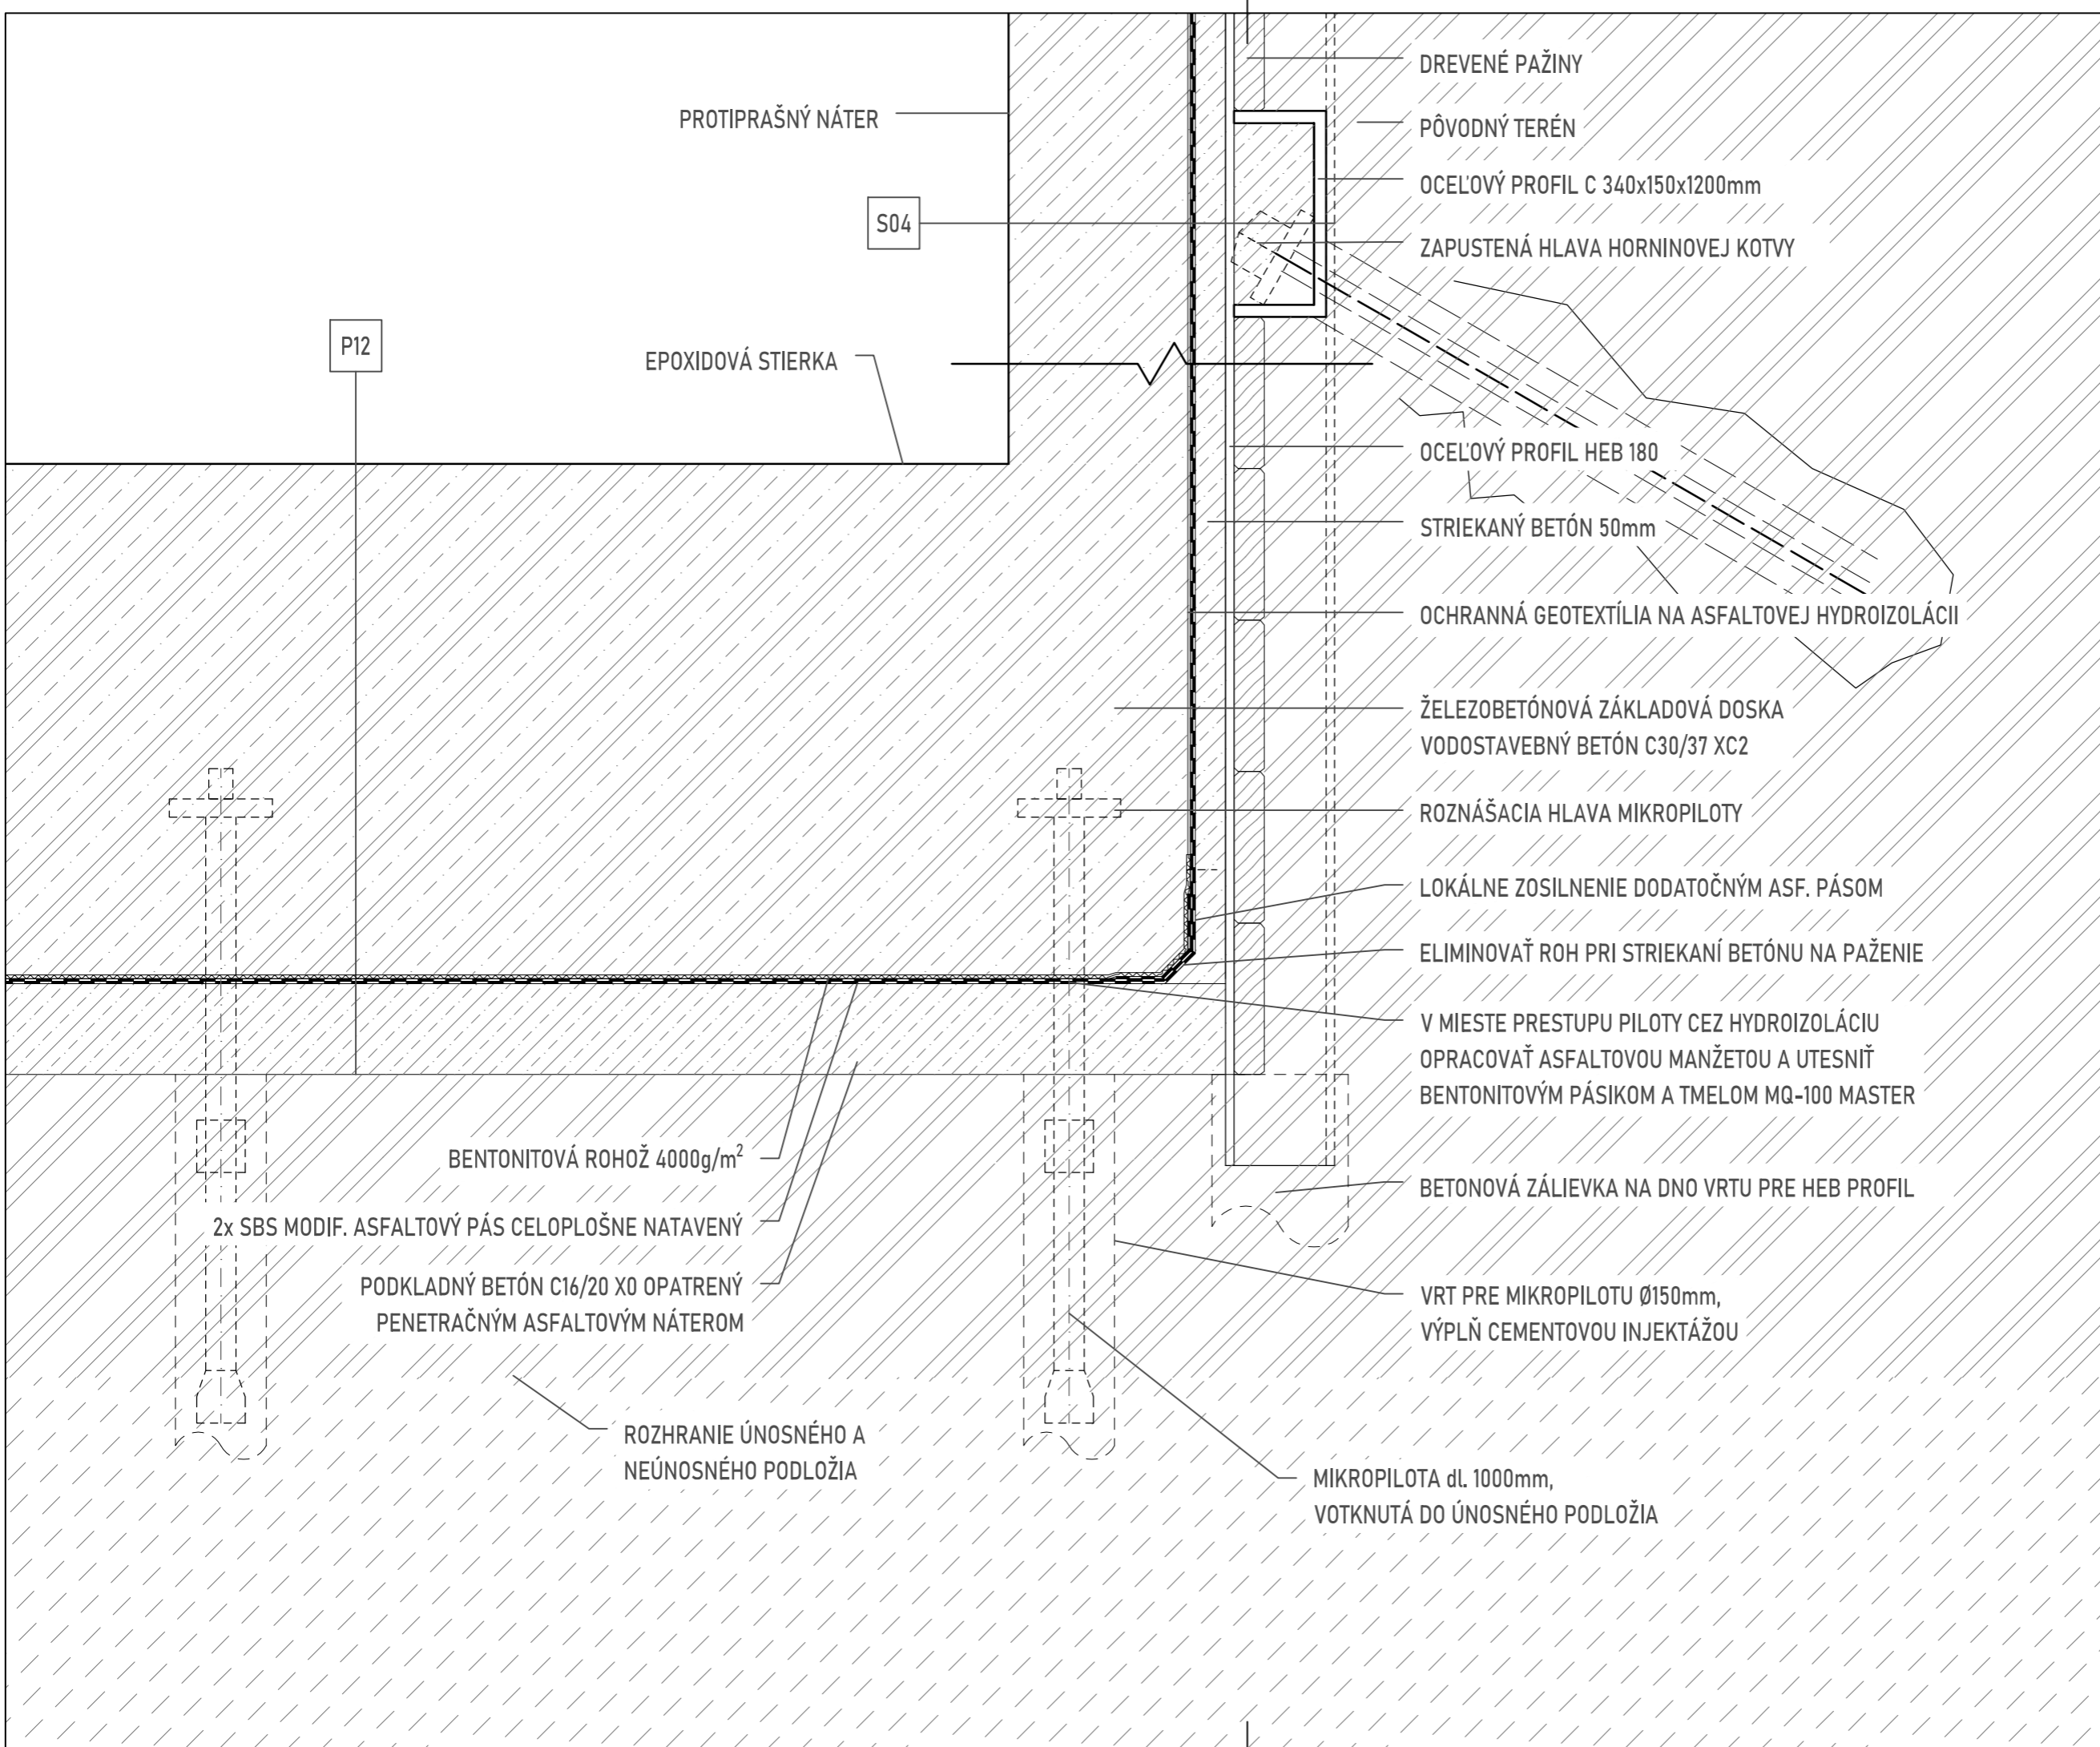 DREVENÉ PAŽINY
PROTIPRAŠNÝ NÁTER
PÔVODNÝ TERÉN
OCEĽOVÝ PROFIL C 340x150x1200mm
S04
ZAPUSTENÁ HLAVA HORNINOVEJ KOTVY
P12
EPOXIDOVÁ STIERKA
OCEĽOVÝ PROFIL HEB 180
STRIEKANÝ BETÓN 50mm
OCHRANNÁ GEOTEXTÍLIA NA ASFALTOVEJ HYDROIZOLÁCII
ŽELEZOBETÓNOVÁ ZÁKLADOVÁ DOSKA
VODOSTAVEBNÝ BETÓN C30/37 XC2
ROZNÁŠACIA HLAVA MIKROPILOTY
LOKÁLNE ZOSILNENIE DODATOČNÝM ASF. PÁSOM
ELIMINOVAŤ ROH PRI STRIEKANÍ BETÓNU NA PAŽENIE
V MIESTE PRESTUPU PILOTY CEZ HYDROIZOLÁCIU
OPRACOVAŤ ASFALTOVOU MANŽETOU A UTESNIŤ
BENTONITOVÝM PÁSIKOM A TMELOM MQ-100 MASTER
BENTONITOVÁ ROHOŽ 4000g/m²
BETONOVÁ ZÁLIEVKA NA DNO VRTU PRE HEB PROFIL
2x SBS MODIF. ASFALTOVÝ PÁS CELOPLOŠNE NATAVENÝ
PODKLADNÝ BETÓN C16/20 X0 OPATRENÝ
PENETRAČNÝM ASFALTOVÝM NÁTEROM
VRT PRE MIKROPILOTU Ø150mm,
VÝPLŇ CEMENTOVOU INJEKTÁŽOU
ROZHRANIE ÚNOSNÉHO A
NEÚNOSNÉHO PODLOŽIA
MIKROPILOTA dl. 1000mm,
VOTKNUTÁ DO ÚNOSNÉHO PODLOŽIA